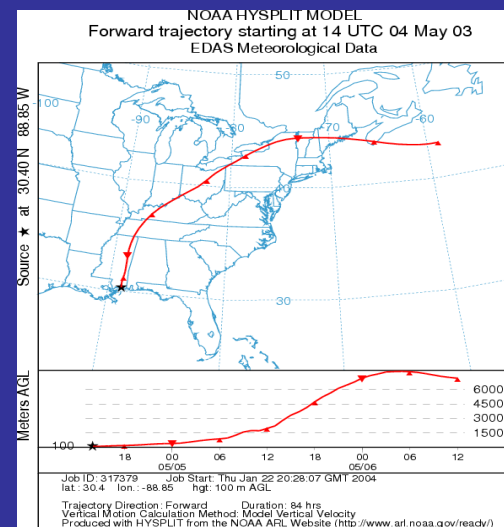 NOAA HYSPLIT MODEL
Forward trajectory starting at 14 UTC 04 May 03
EDAS Meteorological Data
Source ★ at 30.40 N 88.85 W
50
-100
-90
-80
-70
-60
30
Meters AGL
100
6000
4500
3000
1500
18 00 06 12 18 00 06 12
05/05 05/06
Job ID: 317379 Job Start: Thu Jan 22 20:28:07 GMT 2004
lat.: 30.4 lon.: -88.85 hgt: 100 m AGL
Trajectory Direction: Forward Duration: 84 hrs
Vertical Motion Calculation Method: Model Vertical Velocity
Produced with HYSPLIT from the NOAA ARL Website (http://www.arl.noaa.gov/ready/)